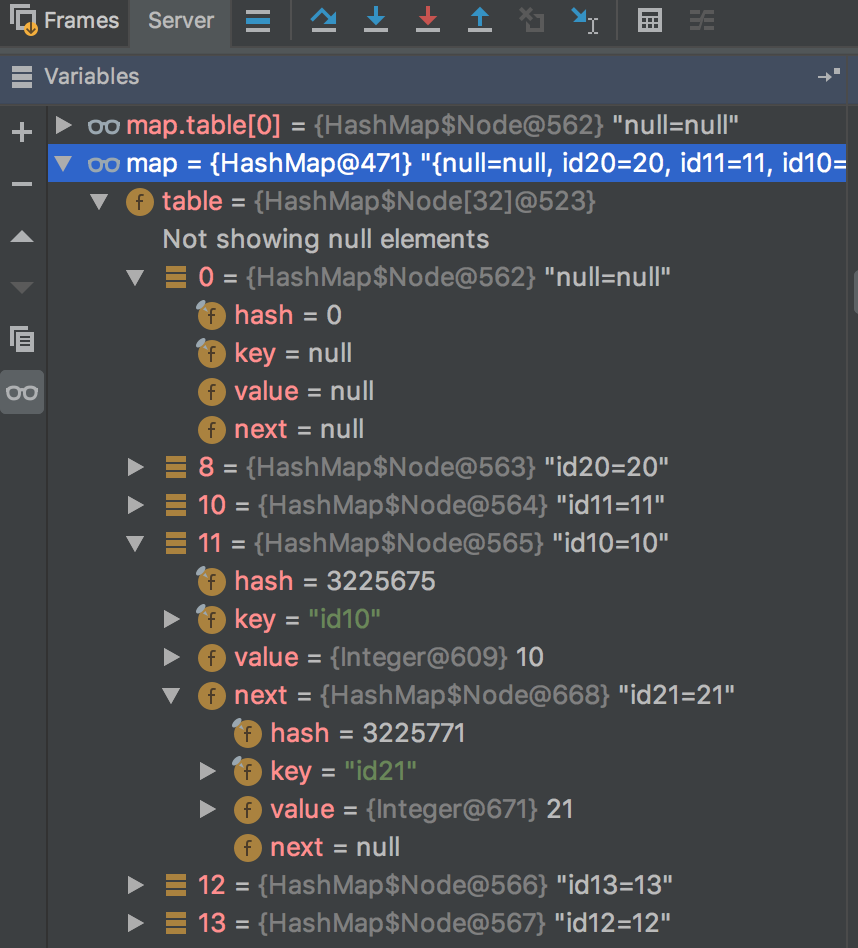 Frames Server
Variables
map.table[0] = {HashMap$Node@562} "null=null"
map = {HashMap@471} "{null=null, id20=20, id11=11, id10=
f table = {HashMap$Node[32]@523}
Not showing null elements
0 = {HashMap$Node@562} "null=null"
f hash = 0
f key = null
f value = null
f next = null
8 = {HashMap$Node@563} "id20=20"
10 = {HashMap$Node@564} "id11=11"
11 = {HashMap$Node@565} "id10=10"
f hash = 3225675
f key = "id10"
f value = {Integer@609} 10
f next = {HashMap$Node@668} "id21=21"
f hash = 3225771
f key = "id21"
f value = {Integer@671} 21
f next = null
12 = {HashMap$Node@566} "id13=13"
13 = {HashMap$Node@567} "id12=12"